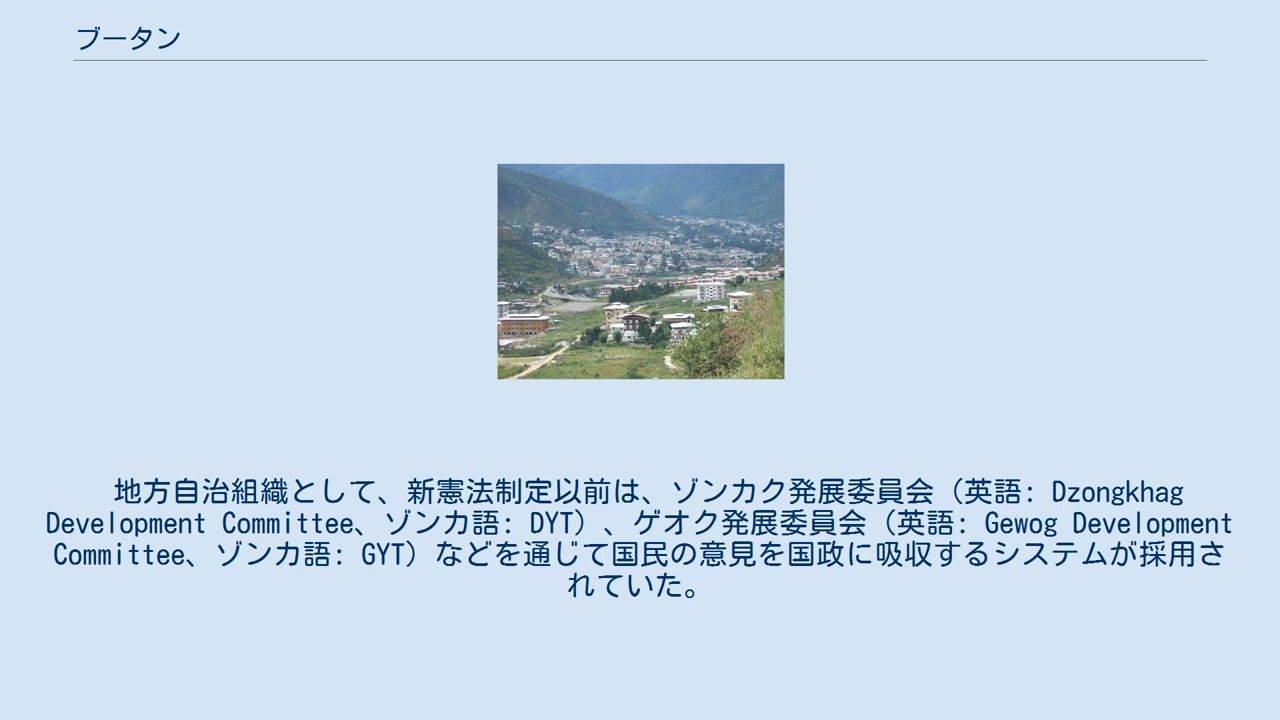 ブータン
地方自治組織として、新憲法制定以前は、ゾンカク発展委員会（英語: Dzongkhag
Development Committee、ゾンカ語: DYT）、ゲオク発展委員会（英語: Gewog Development
Committee、ゾンカ語: GYT）などを通じて国民の意見を国政に吸収するシステムが採用さ
れていた。